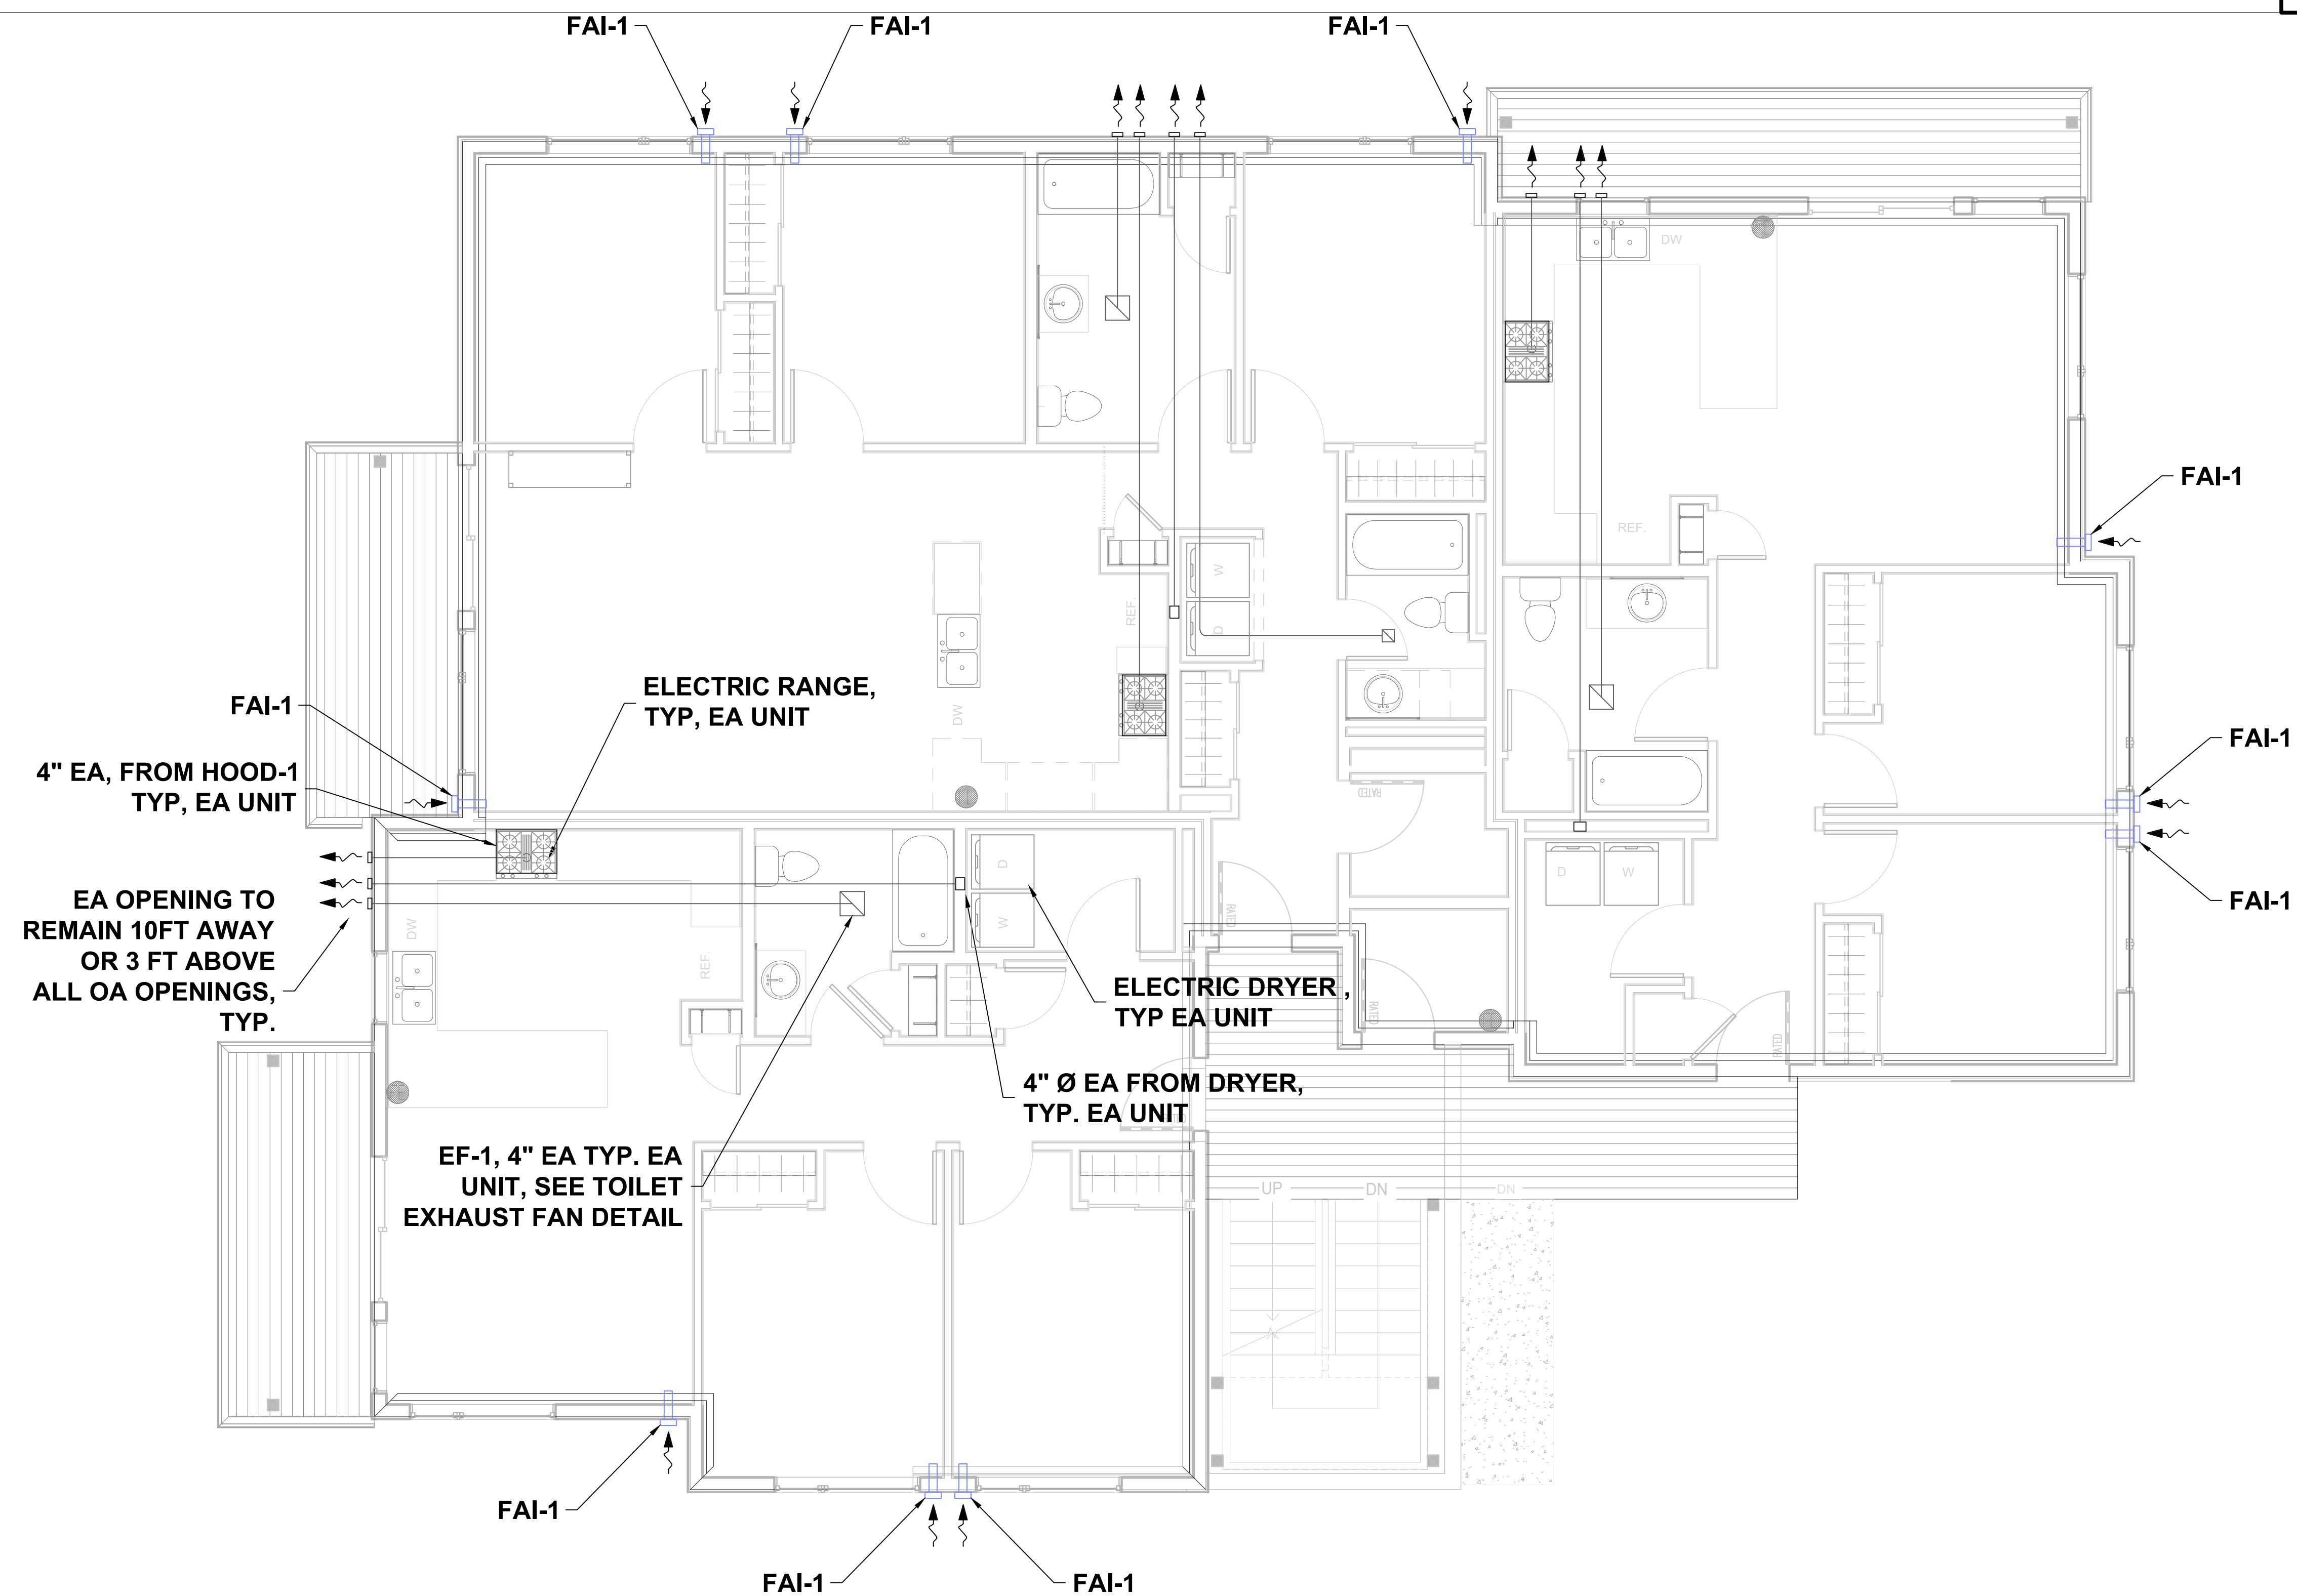 FAI-1
FAI-1
FAI-1
DW
FAI-1
REF.
W
REF.
D
ELECTRIC RANGE,
TYP, EA UNIT
FAI-1
DW
FAI-1
4" EA, FROM HOOD-1
TYP, EA UNIT
RATED
D
W
D
W
EA OPENING TO
REMAIN 10FT AWAY
OR 3 FT ABOVE
ALL OA OPENINGS,
TYP.
DW
REF.
RATED
FAI-1
ELECTRIC DRYER ,
TYP EA UNIT
RATED
RATED
4" Ø EA FROM DRYER,
TYP. EA UNIT
RATED
EF-1, 4" EA TYP. EA
UNIT, SEE TOILET
EXHAUST FAN DETAIL
UP
DN
DN
FAI-1
FAI-1
FAI-1